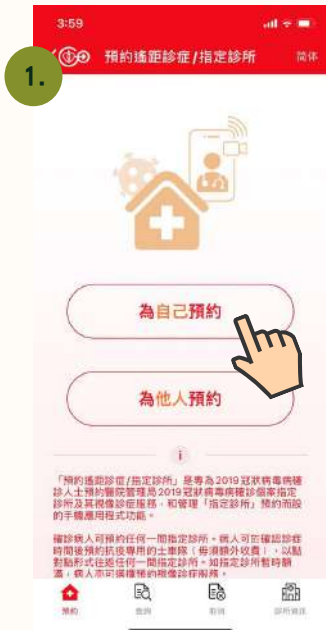 3:59
預約遙距診症/指定診所 简体
1.
為自己預約
為他人預約
i
「預約遙距診症/指定診所」是專為2019冠狀病毒病確
診人士預約醫院管理局2019冠狀病毒病確診個案指定
診所及其視像診症服務,和管理「指定診所」預約而設
的手機應用程式功能。
確診病人可預約任何一間指定診所。病人可在確認診症
時間後預約抗疫專用的士車隊(毋須額外收費),以點
對點形式往返任何一間指定診所。如指定診所暫時額
滿,病人亦可選擇預約視像診症服務。
預約 查詢 取消 診所資訊